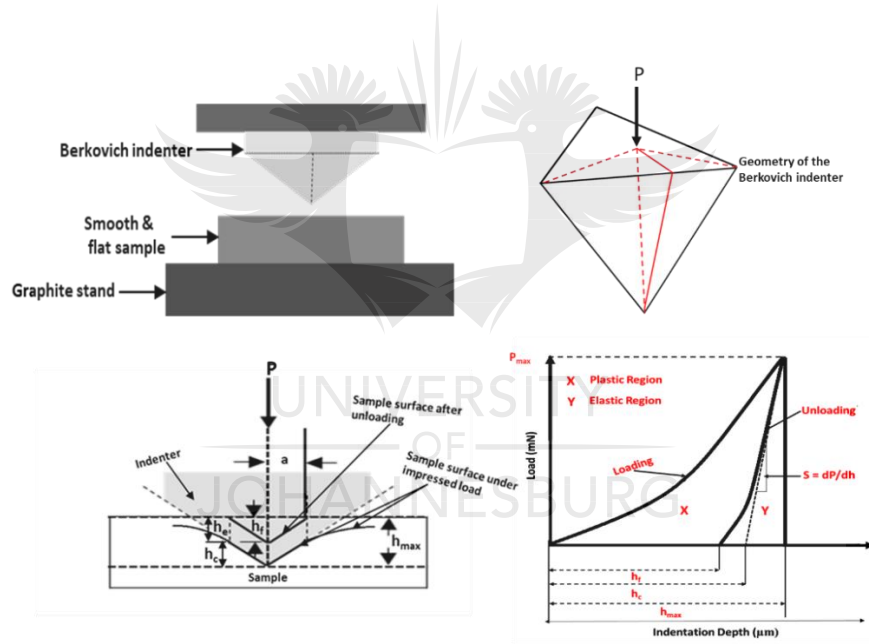 Berkovich indenter
Smooth &
flat sample
Graphite stand
P
Geometry of the
Berkovich indenter
P
Sample surface after
unloading
Indenter
a
Sample surface under
impressed load
he
hf
hc
hmax
Sample
Pmax
X Plastic Region
Y Elastic Region
Unloading
Loading
S = dP/dh
X
Y
Load (mN)
hf
hc
hmax
Indentation Depth (μm)
UNIVERSITY
OF
JOHANNESBURG